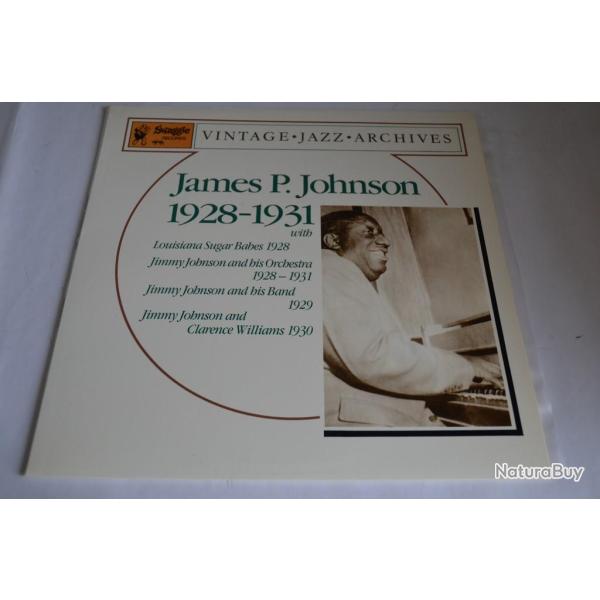 Swaggie
RECORDS
VINTAGE • JAZZ • ARCHIVES
James P. Johnson
1928-1931
with
Louisiana Sugar Babes 1928
Jimmy Johnson and his Orchestra
1928 – 1931
Jimmy Johnson and his Band
1929
Jimmy Johnson and
Clarence Williams 1930
NaturaBuy